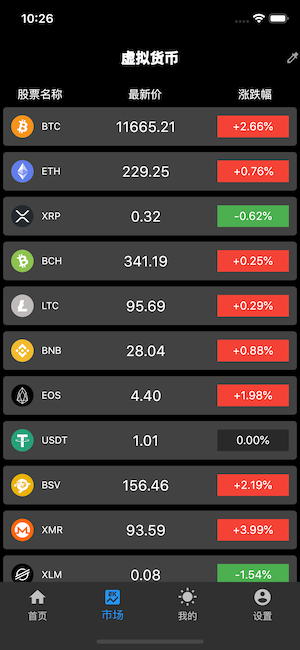 10:26
虚拟货币
股票名称 最新价 涨跌幅
BTC 11665.21 +2.66%
ETH 229.25 +0.76%
XRP 0.32 -0.62%
BCH 341.19 +0.25%
LTC 95.69 +0.29%
BNB 28.04 +0.88%
EOS 4.40 +1.98%
USDT 1.01 0.00%
BSV 156.46 +2.19%
XMR 93.59 +3.99%
XLM 0.08 -1.54%
首页 市场 我的 设置